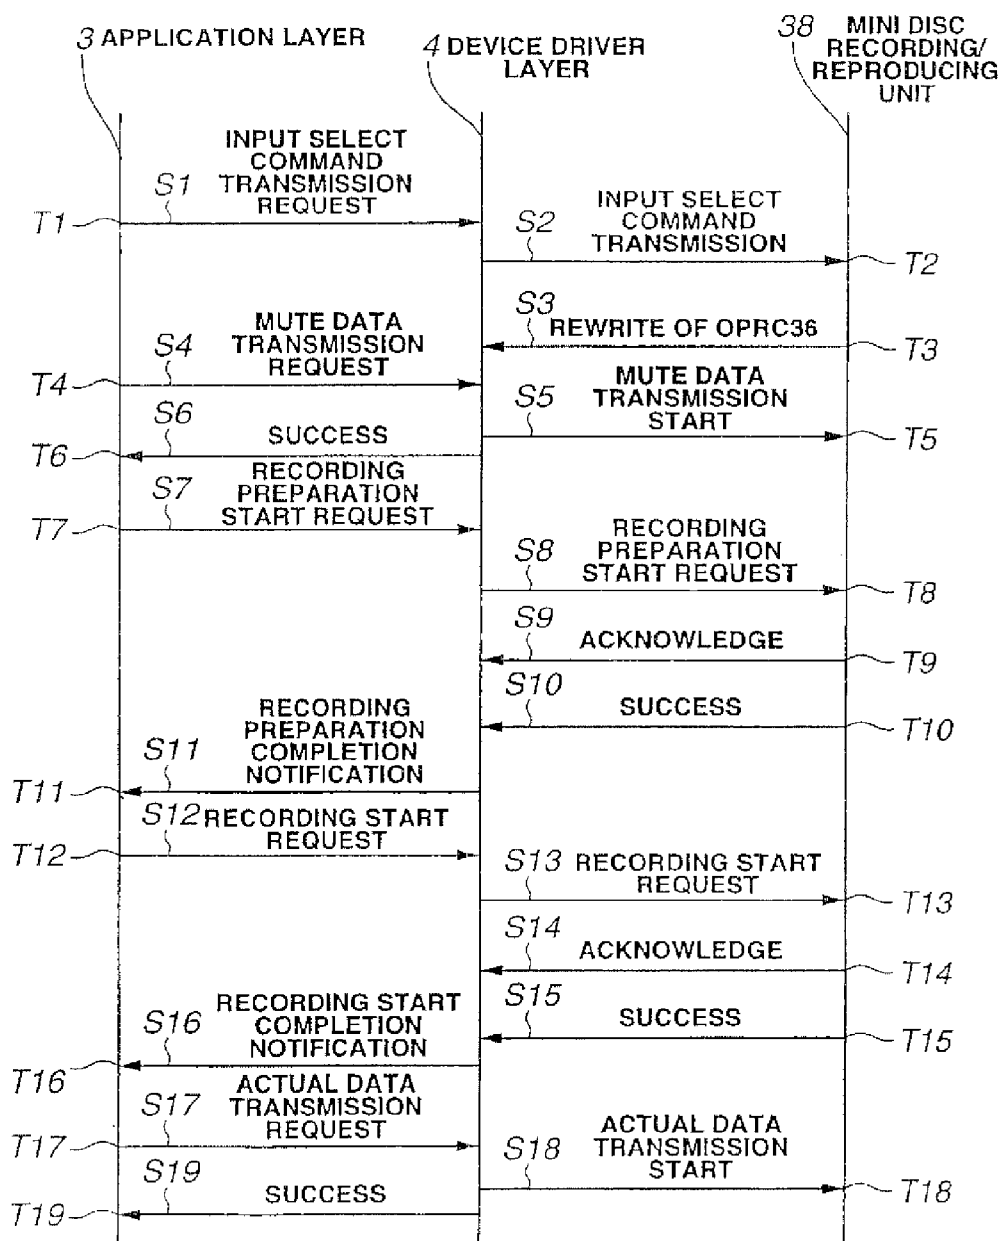 3 APPLICATION LAYER
4 DEVICE DRIVER
LAYER
38
MINI DISC
RECORDING/
REPRODUCING
UNIT
INPUT SELECT
COMMAND
TRANSMISSION
REQUEST
S1
T1
INPUT SELECT
COMMAND
TRANSMISSION
S2
T2
S3
REWRITE OF OPRC36
T3
MUTE DATA
TRANSMISSION
REQUEST
S4
T4
MUTE DATA
TRANSMISSION
START
S5
T5
S6
SUCCESS
T6
S7
RECORDING
PREPARATION
START REQUEST
T7
RECORDING
PREPARATION
START REQUEST
S8
T8
S9
ACKNOWLEDGE
T9
S10
SUCCESS
T10
RECORDING
PREPARATION
COMPLETION
NOTIFICATION
S11
T11
S12 RECORDING START
REQUEST
T12
S13 RECORDING START
REQUEST
T13
S14
ACKNOWLEDGE
T14
S15
SUCCESS
T15
RECORDING START
COMPLETION
NOTIFICATION
S16
T16
ACTUAL DATA
TRANSMISSION
REQUEST
S17
T17
ACTUAL DATA
TRANSMISSION
START
S18
T18
S19
SUCCESS
T19